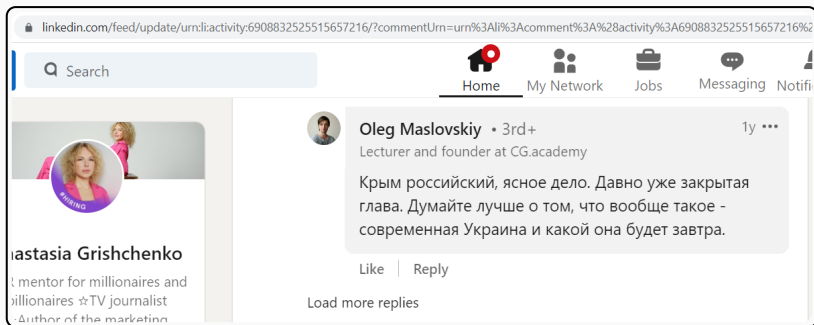 linkedin.com/feed/update/urn:li:activity:6908832525515657216/?commentUrn=urn%3Ali%3Acomment%3A%28activity%3A6908832525515657216%2
Search
Home
My Network
Jobs
Messaging
Notifi
#HIRING
nastasia Grishchenko
mentor for millionaires and
billionaires ☆TV journalist
Author of the marketing
Oleg Maslovskiy • 3rd+
1y •••
Lecturer and founder at CG.academy
Крым российский, ясное дело. Давно уже закрытая
глава. Думайте лучше о том, что вообще такое -
современная Украина и какой она будет завтра.
Like | Reply
Load more replies